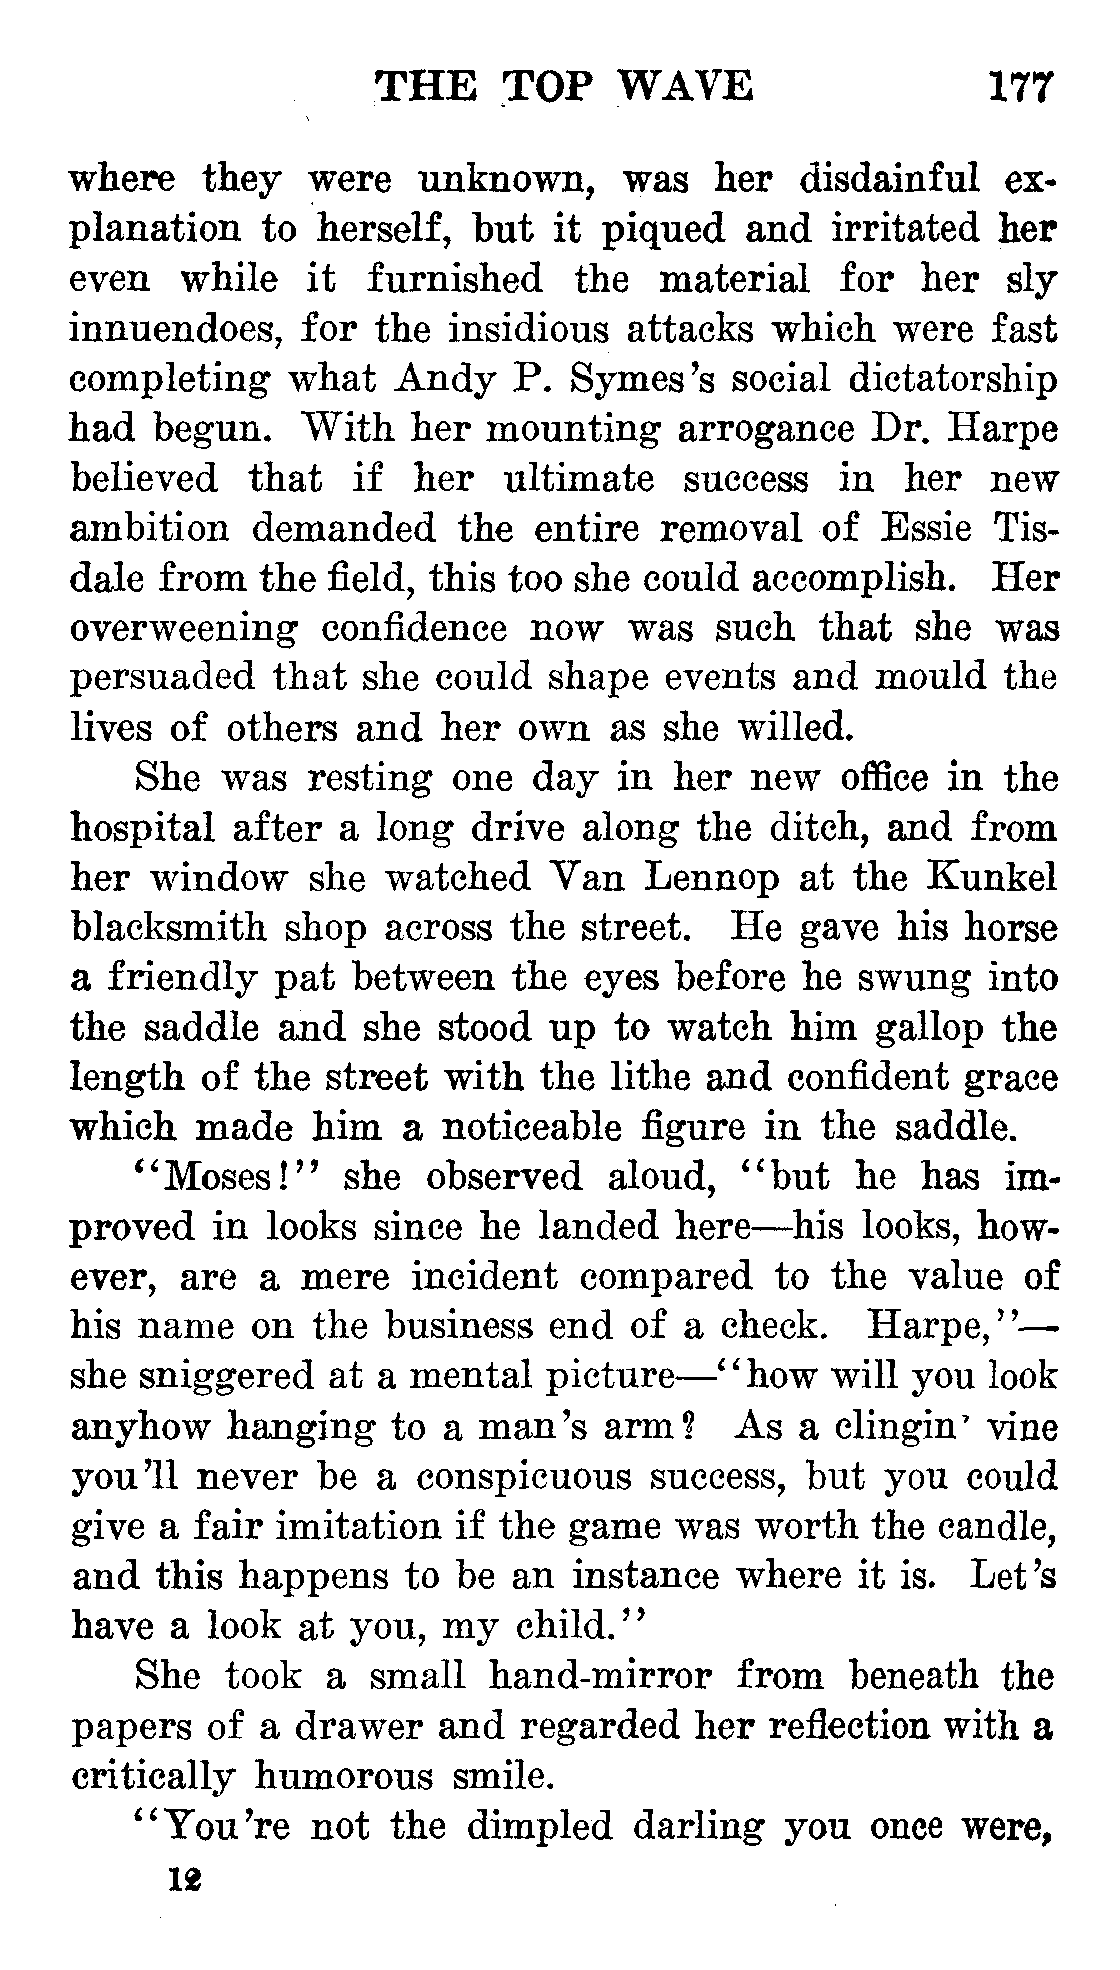 THE TOP WAVE 177
where they were unknown, was her disdainful ex-
planation to herself, but it piqued and irritated her
even while it furnished the material for her sly
innuendoes, for the insidious attacks which were fast
completing what Andy P. Symes's social dictatorship
had begun. With her mounting arrogance Dr. Harpe
believed that if her ultimate success in her new
ambition demanded the entire removal of Essie Tis-
dale from the field, this too she could accomplish. Her
overweening confidence now was such that she was
persuaded that she could shape events and mould the
lives of others and her own as she willed.
She was resting one day in her new office in the
hospital after a long drive along the ditch, and from
her window she watched Van Lennop at the Kunkel
blacksmith shop across the street. He gave his horse
a friendly pat between the eyes before he swung into
the saddle and she stood up to watch him gallop the
length of the street with the lithe and confident grace
which made him a noticeable figure in the saddle.
"Moses!" she observed aloud, "but he has im-
proved in looks since he landed here—his looks, how-
ever, are a mere incident compared to the value of
his name on the business end of a check. Harpe,"—
she sniggered at a mental picture—"how will you look
anyhow hanging to a man's arm? As a clingin' vine
you'll never be a conspicuous success, but you could
give a fair imitation if the game was worth the candle,
and this happens to be an instance where it is. Let's
have a look at you, my child."
She took a small hand-mirror from beneath the
papers of a drawer and regarded her reflection with a
critically humorous smile.
"You're not the dimpled darling you once were,
12